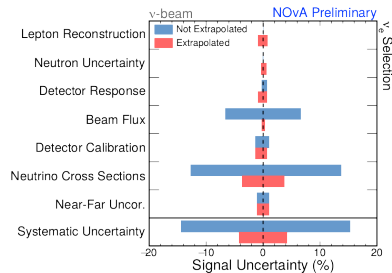 ν-beam
NOvA Preliminary
νe Selection
Not Extrapolated
Extrapolated
Lepton Reconstruction
Neutron Uncertainty
Detector Response
Beam Flux
Detector Calibration
Neutrino Cross Sections
Near-Far Uncor.
Systematic Uncertainty
−20 −10 0 10 20
Signal Uncertainty (%)